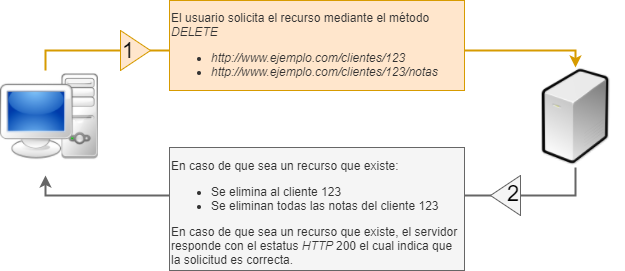 1
El usuario solicita el recurso mediante el método
DELETE
• http://www.ejemplo.com/clientes/123
• http://www.ejemplo.com/clientes/123/notas
2
En caso de que sea un recurso que existe:
• Se elimina al cliente 123
• Se eliminan todas las notas del cliente 123
En caso de que sea un recurso que existe, el servidor
responde con el estatus HTTP 200 el cual indica que
la solicitud es correcta.